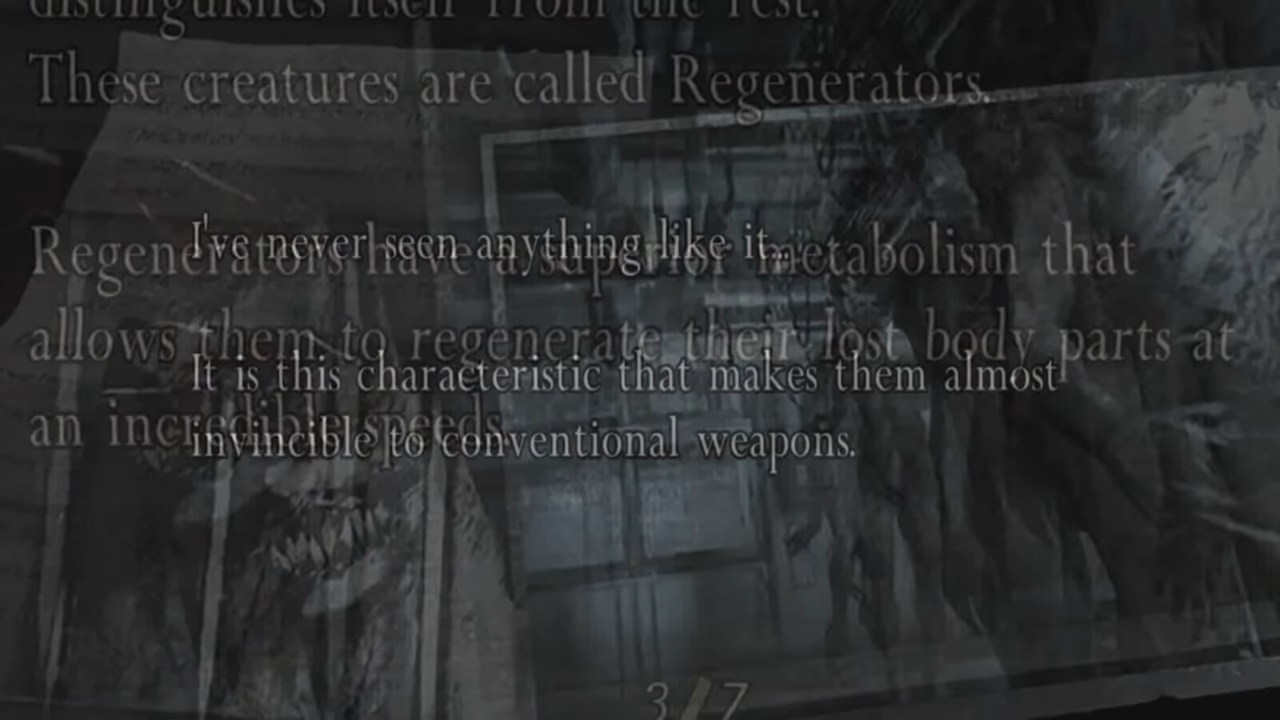 distinguishes itself from the rest.
These creatures are called Regenerators.
Regenerators have a superior metabolism that
allows them to regenerate their lost body parts at
an incredible speeds.
I've never seen anything like it...
It is this characteristic that makes them almost
invincible to conventional weapons.
3/7